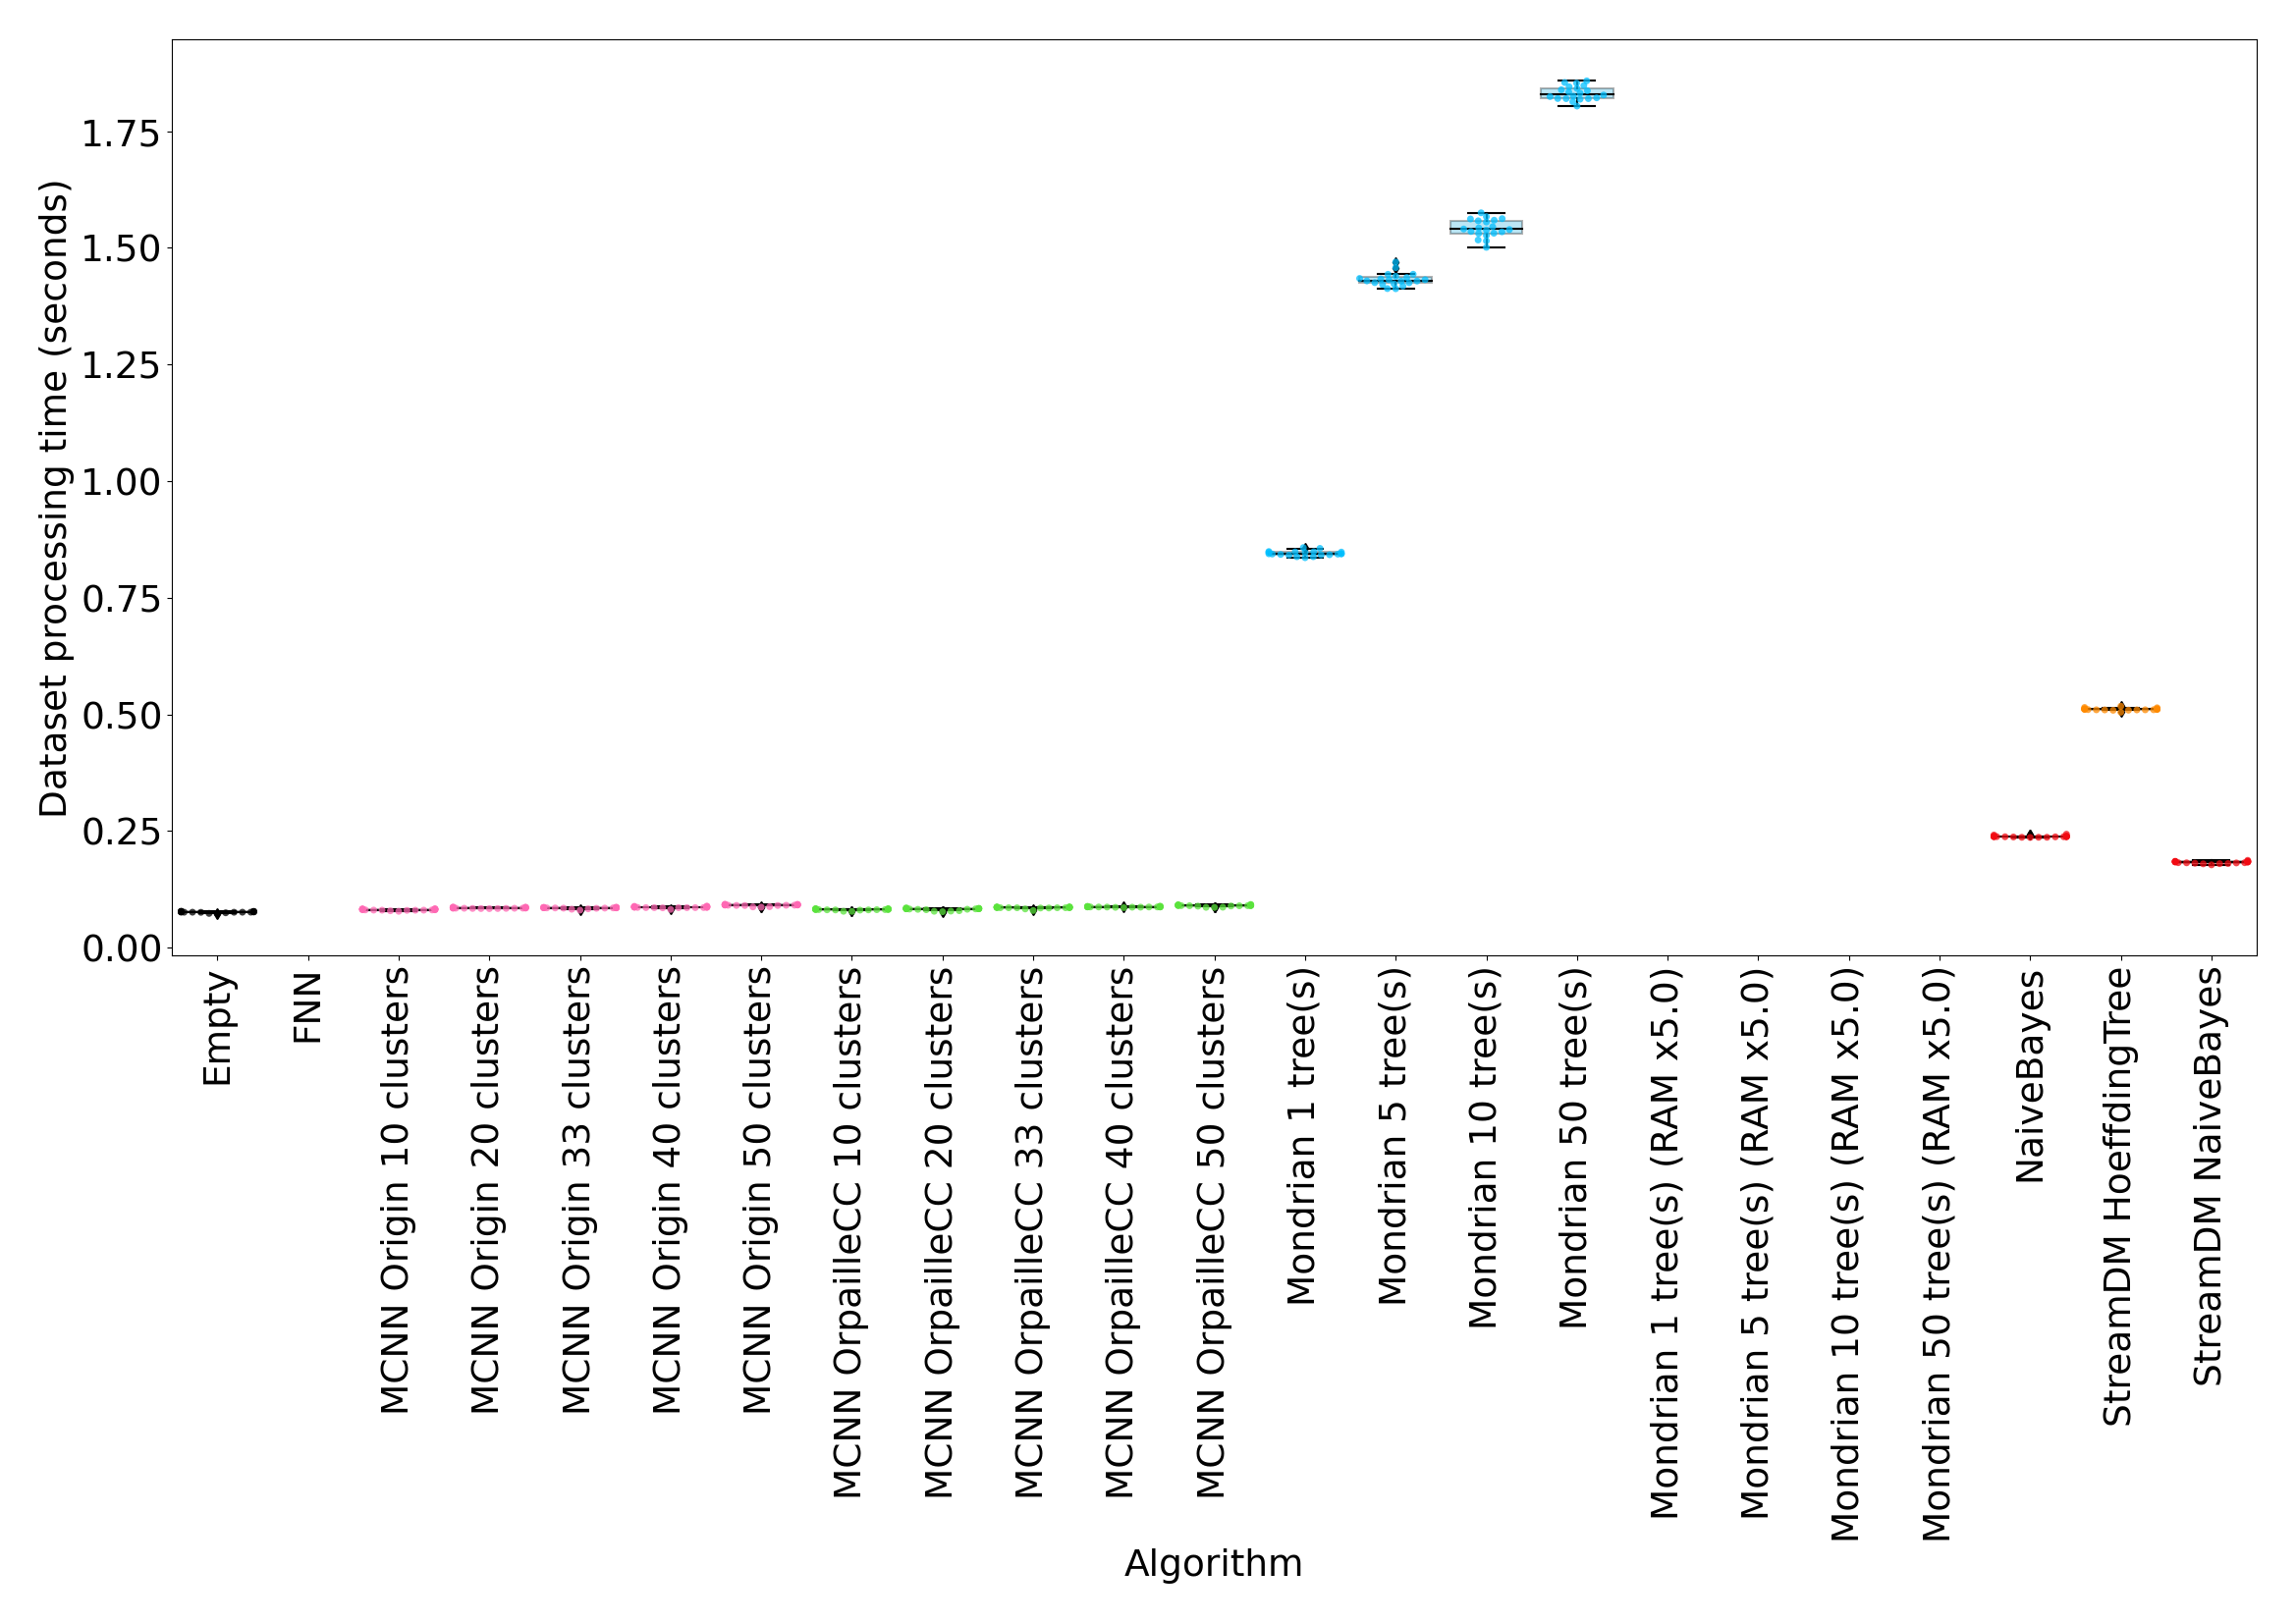 Dataset processing time (seconds)
1.75
1.50
1.25
1.00
0.75
0.50
0.25
0.00
Empty
FNN
MCNN Origin 10 clusters
MCNN Origin 20 clusters
MCNN Origin 33 clusters
MCNN Origin 40 clusters
MCNN Origin 50 clusters
MCNN OrpailleCC 10 clusters
MCNN OrpailleCC 20 clusters
MCNN OrpailleCC 33 clusters
MCNN OrpailleCC 40 clusters
MCNN OrpailleCC 50 clusters
Mondrian 1 tree(s)
Mondrian 5 tree(s)
Mondrian 10 tree(s)
Mondrian 50 tree(s)
Mondrian 1 tree(s) (RAM x5.0)
Mondrian 5 tree(s) (RAM x5.0)
Mondrian 10 tree(s) (RAM x5.0)
Mondrian 50 tree(s) (RAM x5.0)
NaiveBayes
StreamDM HoeffdingTree
StreamDM NaiveBayes
Algorithm